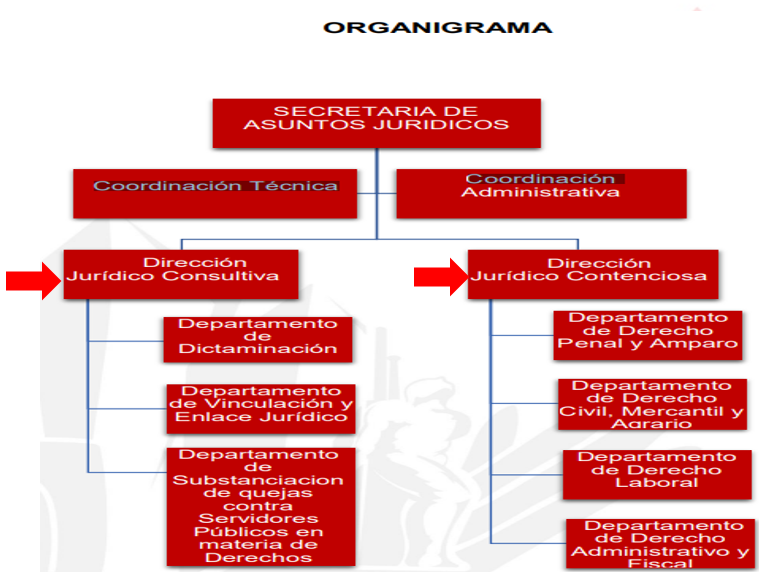 ORGANIGRAMA
SECRETARIA DE
ASUNTOS JURIDICOS
Coordinación Técnica
Coordinación
Administrativa
Dirección
Jurídico Consultiva
Dirección
Jurídico Contenciosa
Departamento
de
Dictaminación
Departamento
de Vinculación y
Enlace Jurídico
Departamento
de
Substanciacion
de quejas
contra
Servidores
Públicos en
materia de
Derechos
Departamento
de Derecho
Penal y Amparo
Departamento
de Derecho
Civil, Mercantil y
Agrario
Departamento
de Derecho
Laboral
Departamento
de Derecho
Administrativo y
Fiscal